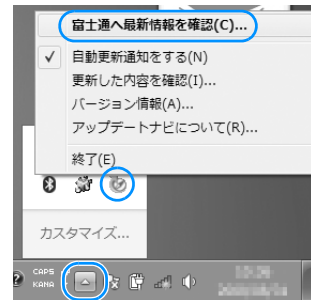 富士通へ最新情報を確認(C)...
自動更新通知をする(N)
更新した内容を確認(I)...
バージョン情報(A)...
アップデートナビについて(R)...
終了(E)
カスタマイズ...
CAPS
KANA